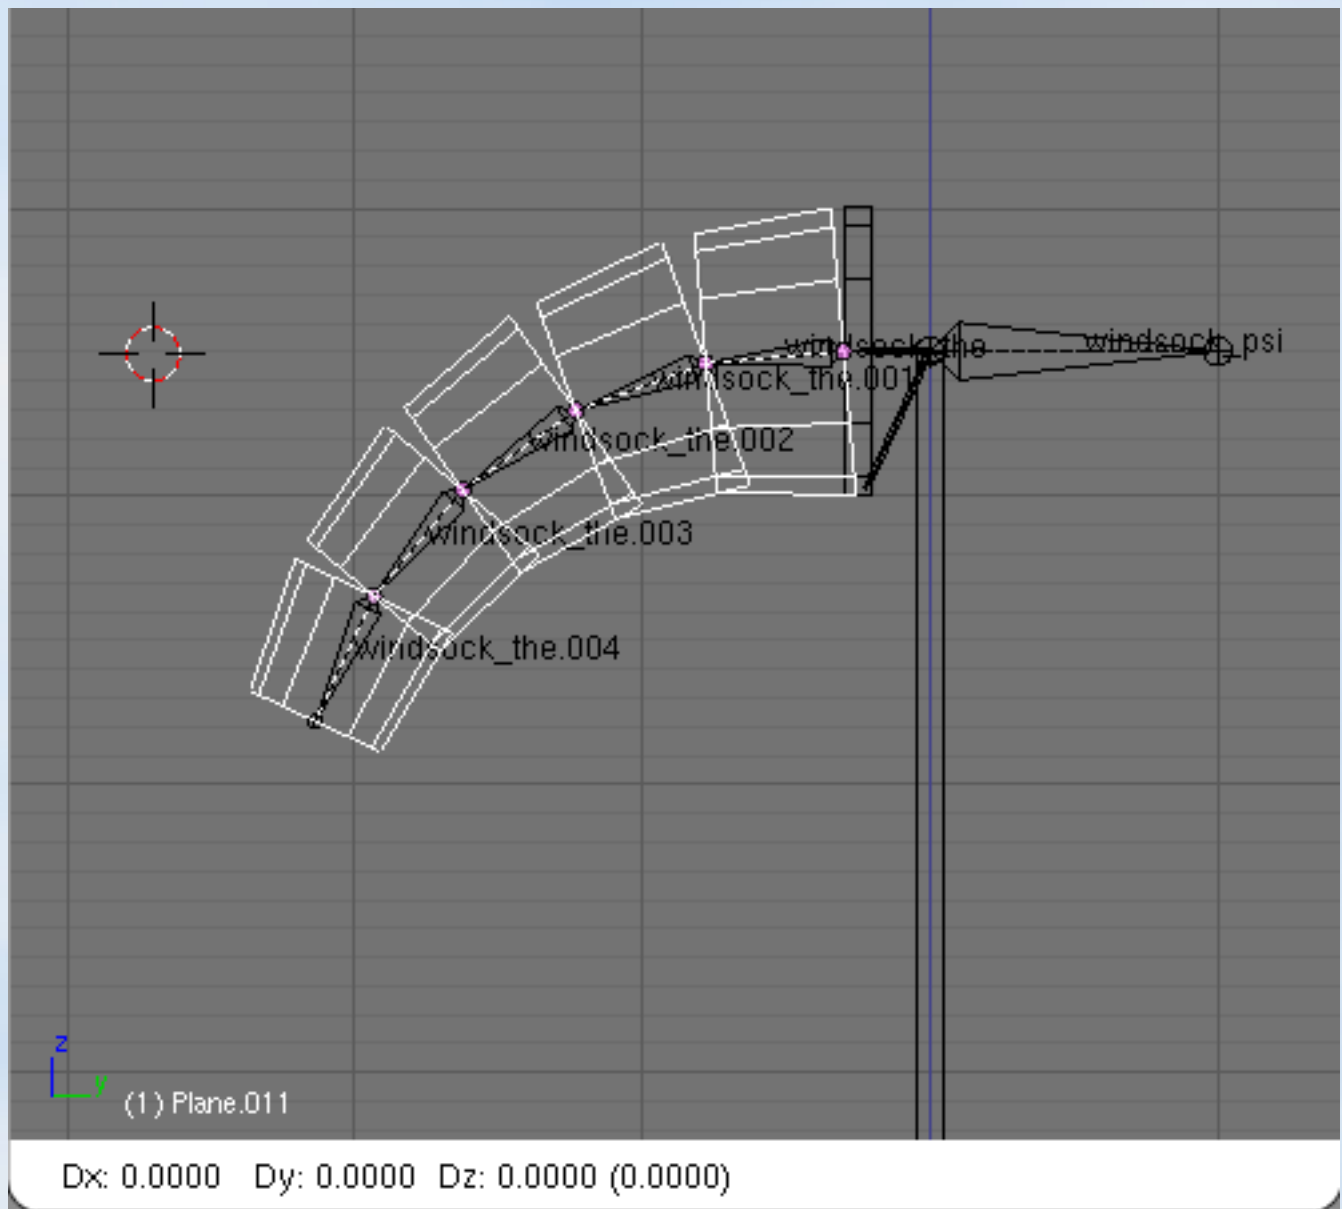 windsock_psi
windsock_the
windsock_the.001
windsock_the.002
windsock_the.003
windsock_the.004
z
y
(1) Plane.011
Dx: 0.0000 Dy: 0.0000 Dz: 0.0000 (0.0000)